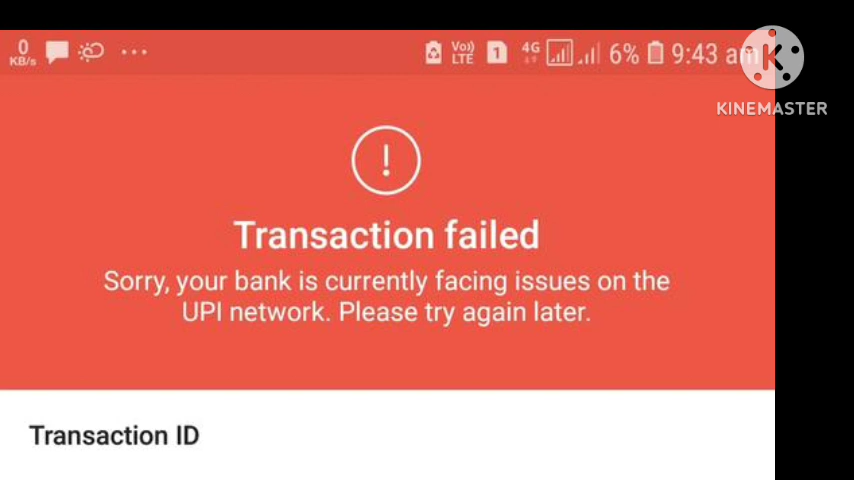 0
KB/s
Vo))
LTE
1
4G
6%
9:43 am
K
KINEMASTER
!
Transaction failed
Sorry, your bank is currently facing issues on the
UPI network. Please try again later.
Transaction ID